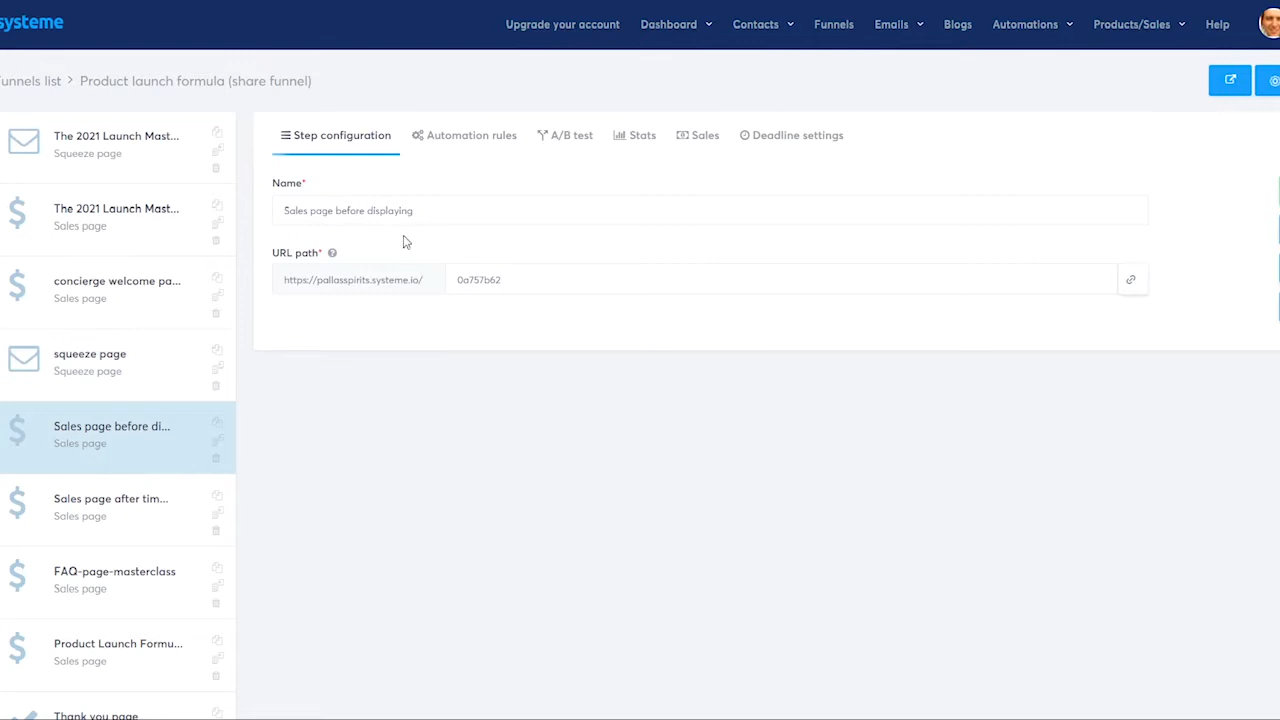 systeme
Upgrade your account
Dashboard
Contacts
Funnels
Emails
Blogs
Automations
Products/Sales
Help
unnels list > Product launch formula (share funnel)
The 2021 Launch Mast...
Squeeze page
The 2021 Launch Mast...
Sales page
concierge welcome pa...
Sales page
squeeze page
Squeeze page
Sales page before di...
Sales page
Sales page after tim...
Sales page
FAQ-page-masterclass
Sales page
Product Launch Formu...
Sales page
Thank you page
Step configuration
Automation rules
A/B test
Stats
Sales
Deadline settings
Name*
Sales page before displaying
URL path* ?
https://pallasspirits.systeme.io/
0a757b62